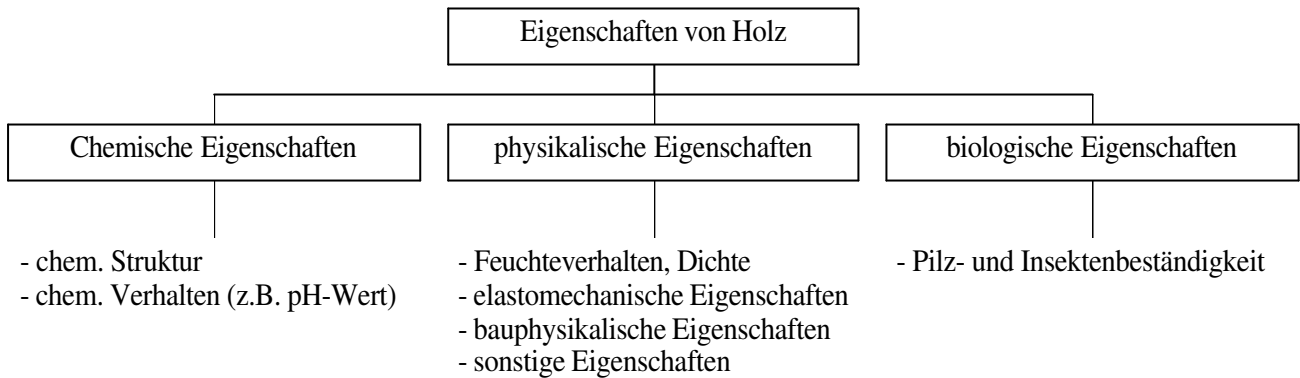 Eigenschaften von Holz
Chemische Eigenschaften
physikalische Eigenschaften
biologische Eigenschaften
- chem. Struktur
- chem. Verhalten (z.B. pH-Wert)
- Feuchteverhalten, Dichte
- elastomechanische Eigenschaften
- bauphysikalische Eigenschaften
- sonstige Eigenschaften
- Pilz- und Insektenbeständigkeit